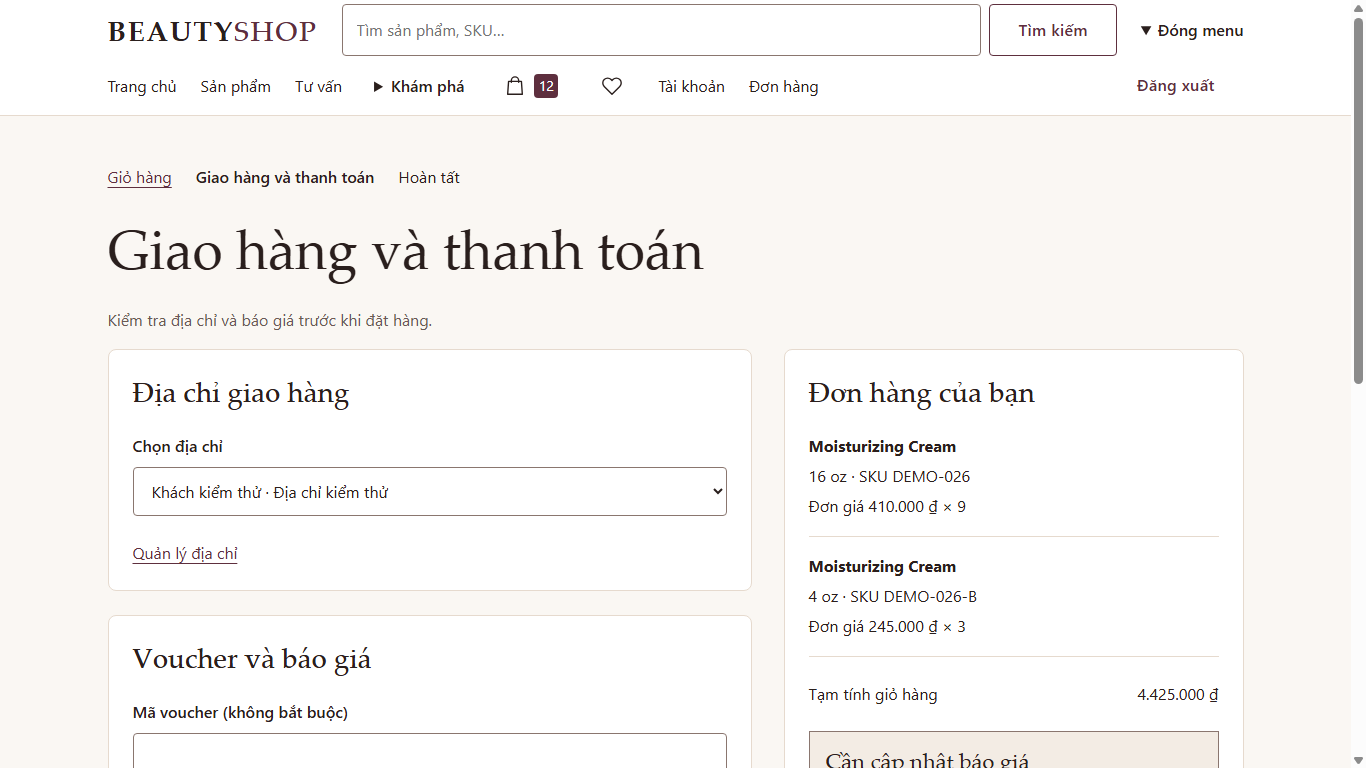 BEAUTYSHOP
Tìm sản phẩm, SKU...
Tìm kiếm
▼ Đóng menu
Trang chủ
Sản phẩm
Tư vấn
▶ Khám phá
12
Tài khoản
Đơn hàng
Đăng xuất
Giỏ hàng
Giao hàng và thanh toán
Hoàn tất
Giao hàng và thanh toán
Kiểm tra địa chỉ và báo giá trước khi đặt hàng.
Địa chỉ giao hàng
Chọn địa chỉ
Khách kiểm thử · Địa chỉ kiểm thử
Quản lý địa chỉ
Voucher và báo giá
Mã voucher (không bắt buộc)
Đơn hàng của bạn
Moisturizing Cream
16 oz · SKU DEMO-026
Đơn giá 410.000 ₫ × 9
Moisturizing Cream
4 oz · SKU DEMO-026-B
Đơn giá 245.000 ₫ × 3
Tạm tính giỏ hàng
4.425.000 ₫
Cần cập nhật báo giá